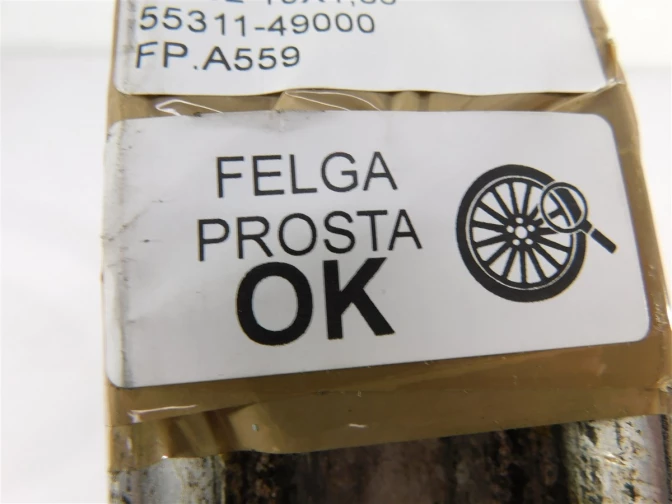 55311-49000
FP.A559
FELGA
PROSTA
OK